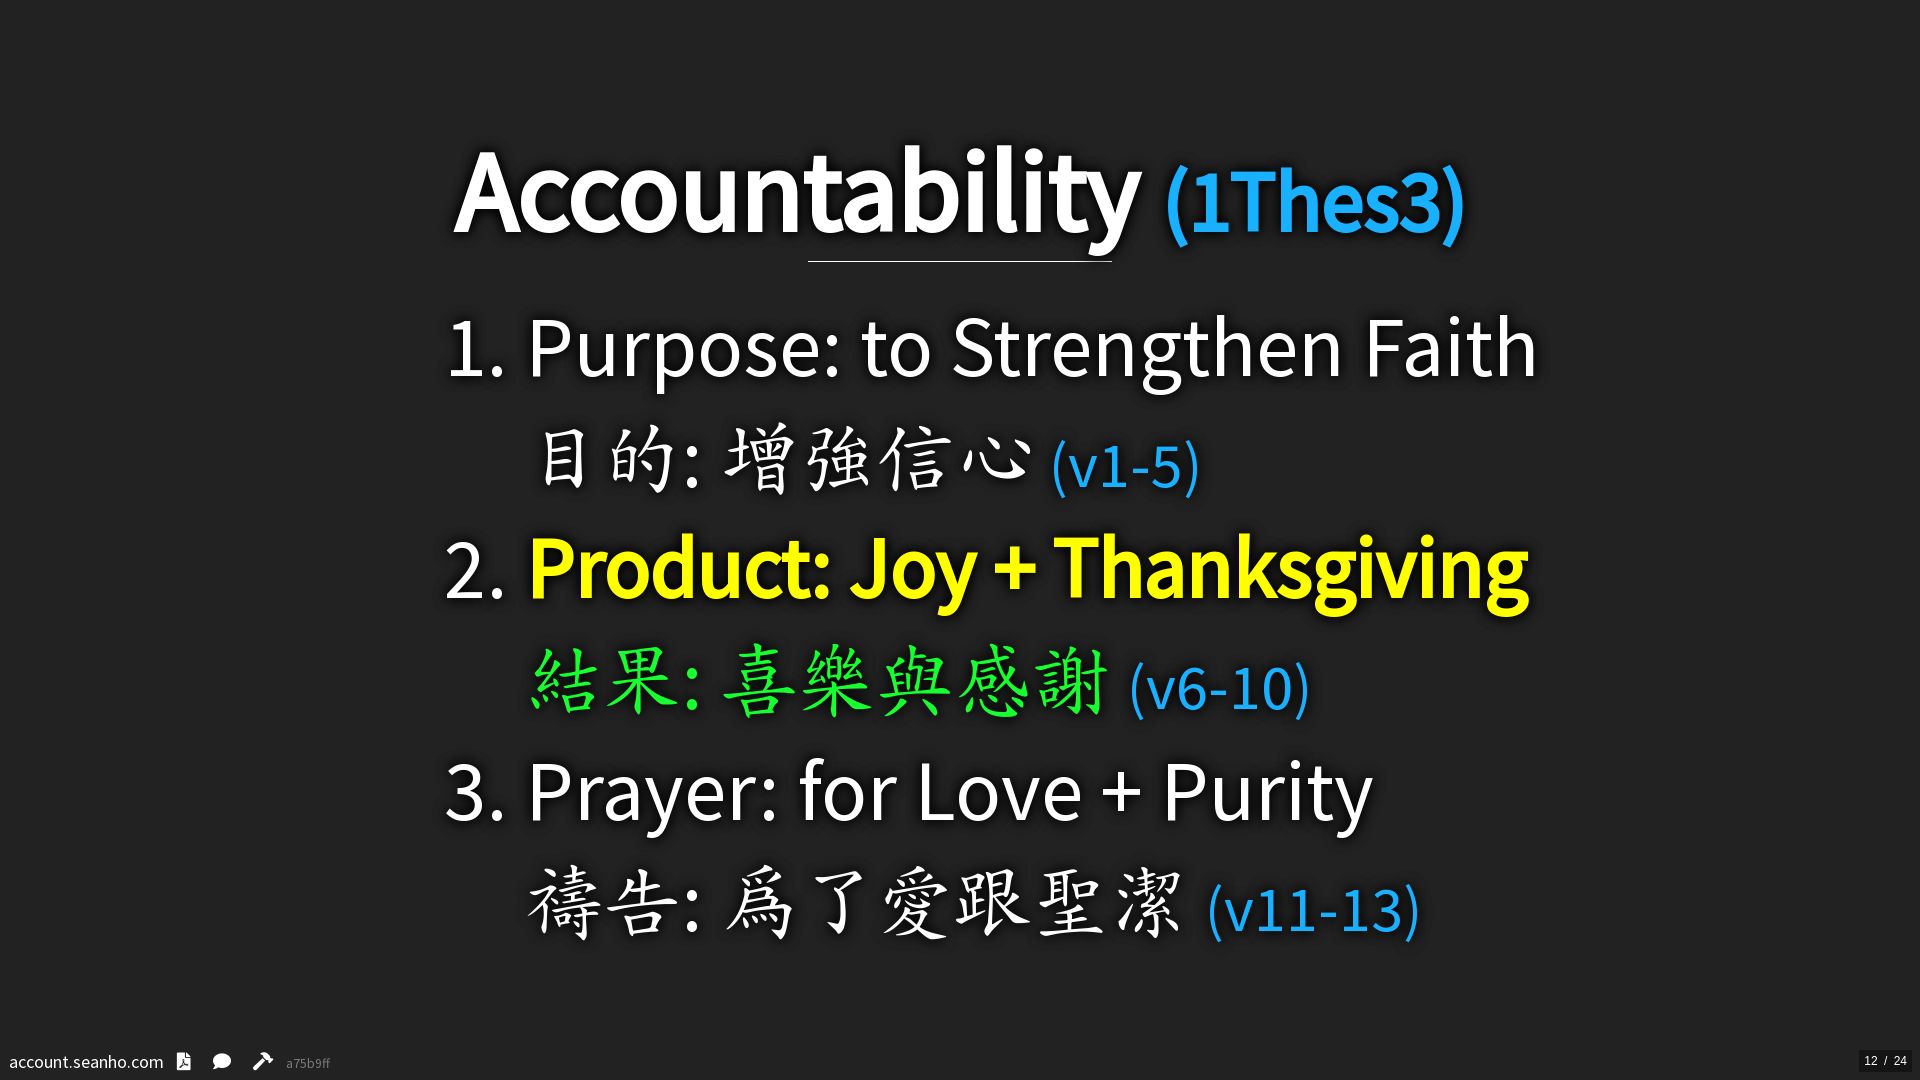 Accountability (1Thes3)
1. Purpose: to Strengthen Faith
目的: 增強信心 (v1-5)
2. Product: Joy + Thanksgiving
結果: 喜樂與感謝 (v6-10)
3. Prayer: for Love + Purity
禱告: 爲了愛跟聖潔 (v11-13)
account.seanho.com a75b9ff
12 / 24